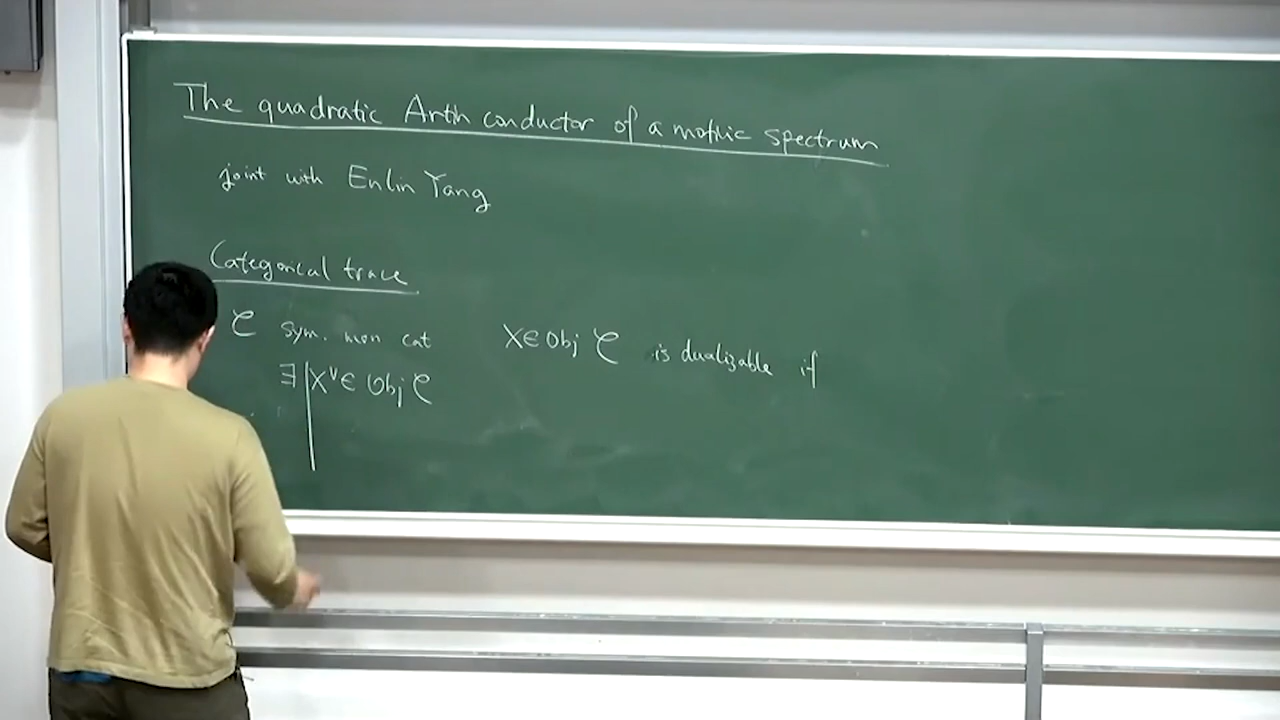 The quadratic Artin conductor of a motivic spectrum
joint with Enlin Yang
Categorical trace
C sym. mon cat X ∈ Obj C is dualizable if
∃ X^∨ ∈ Obj C